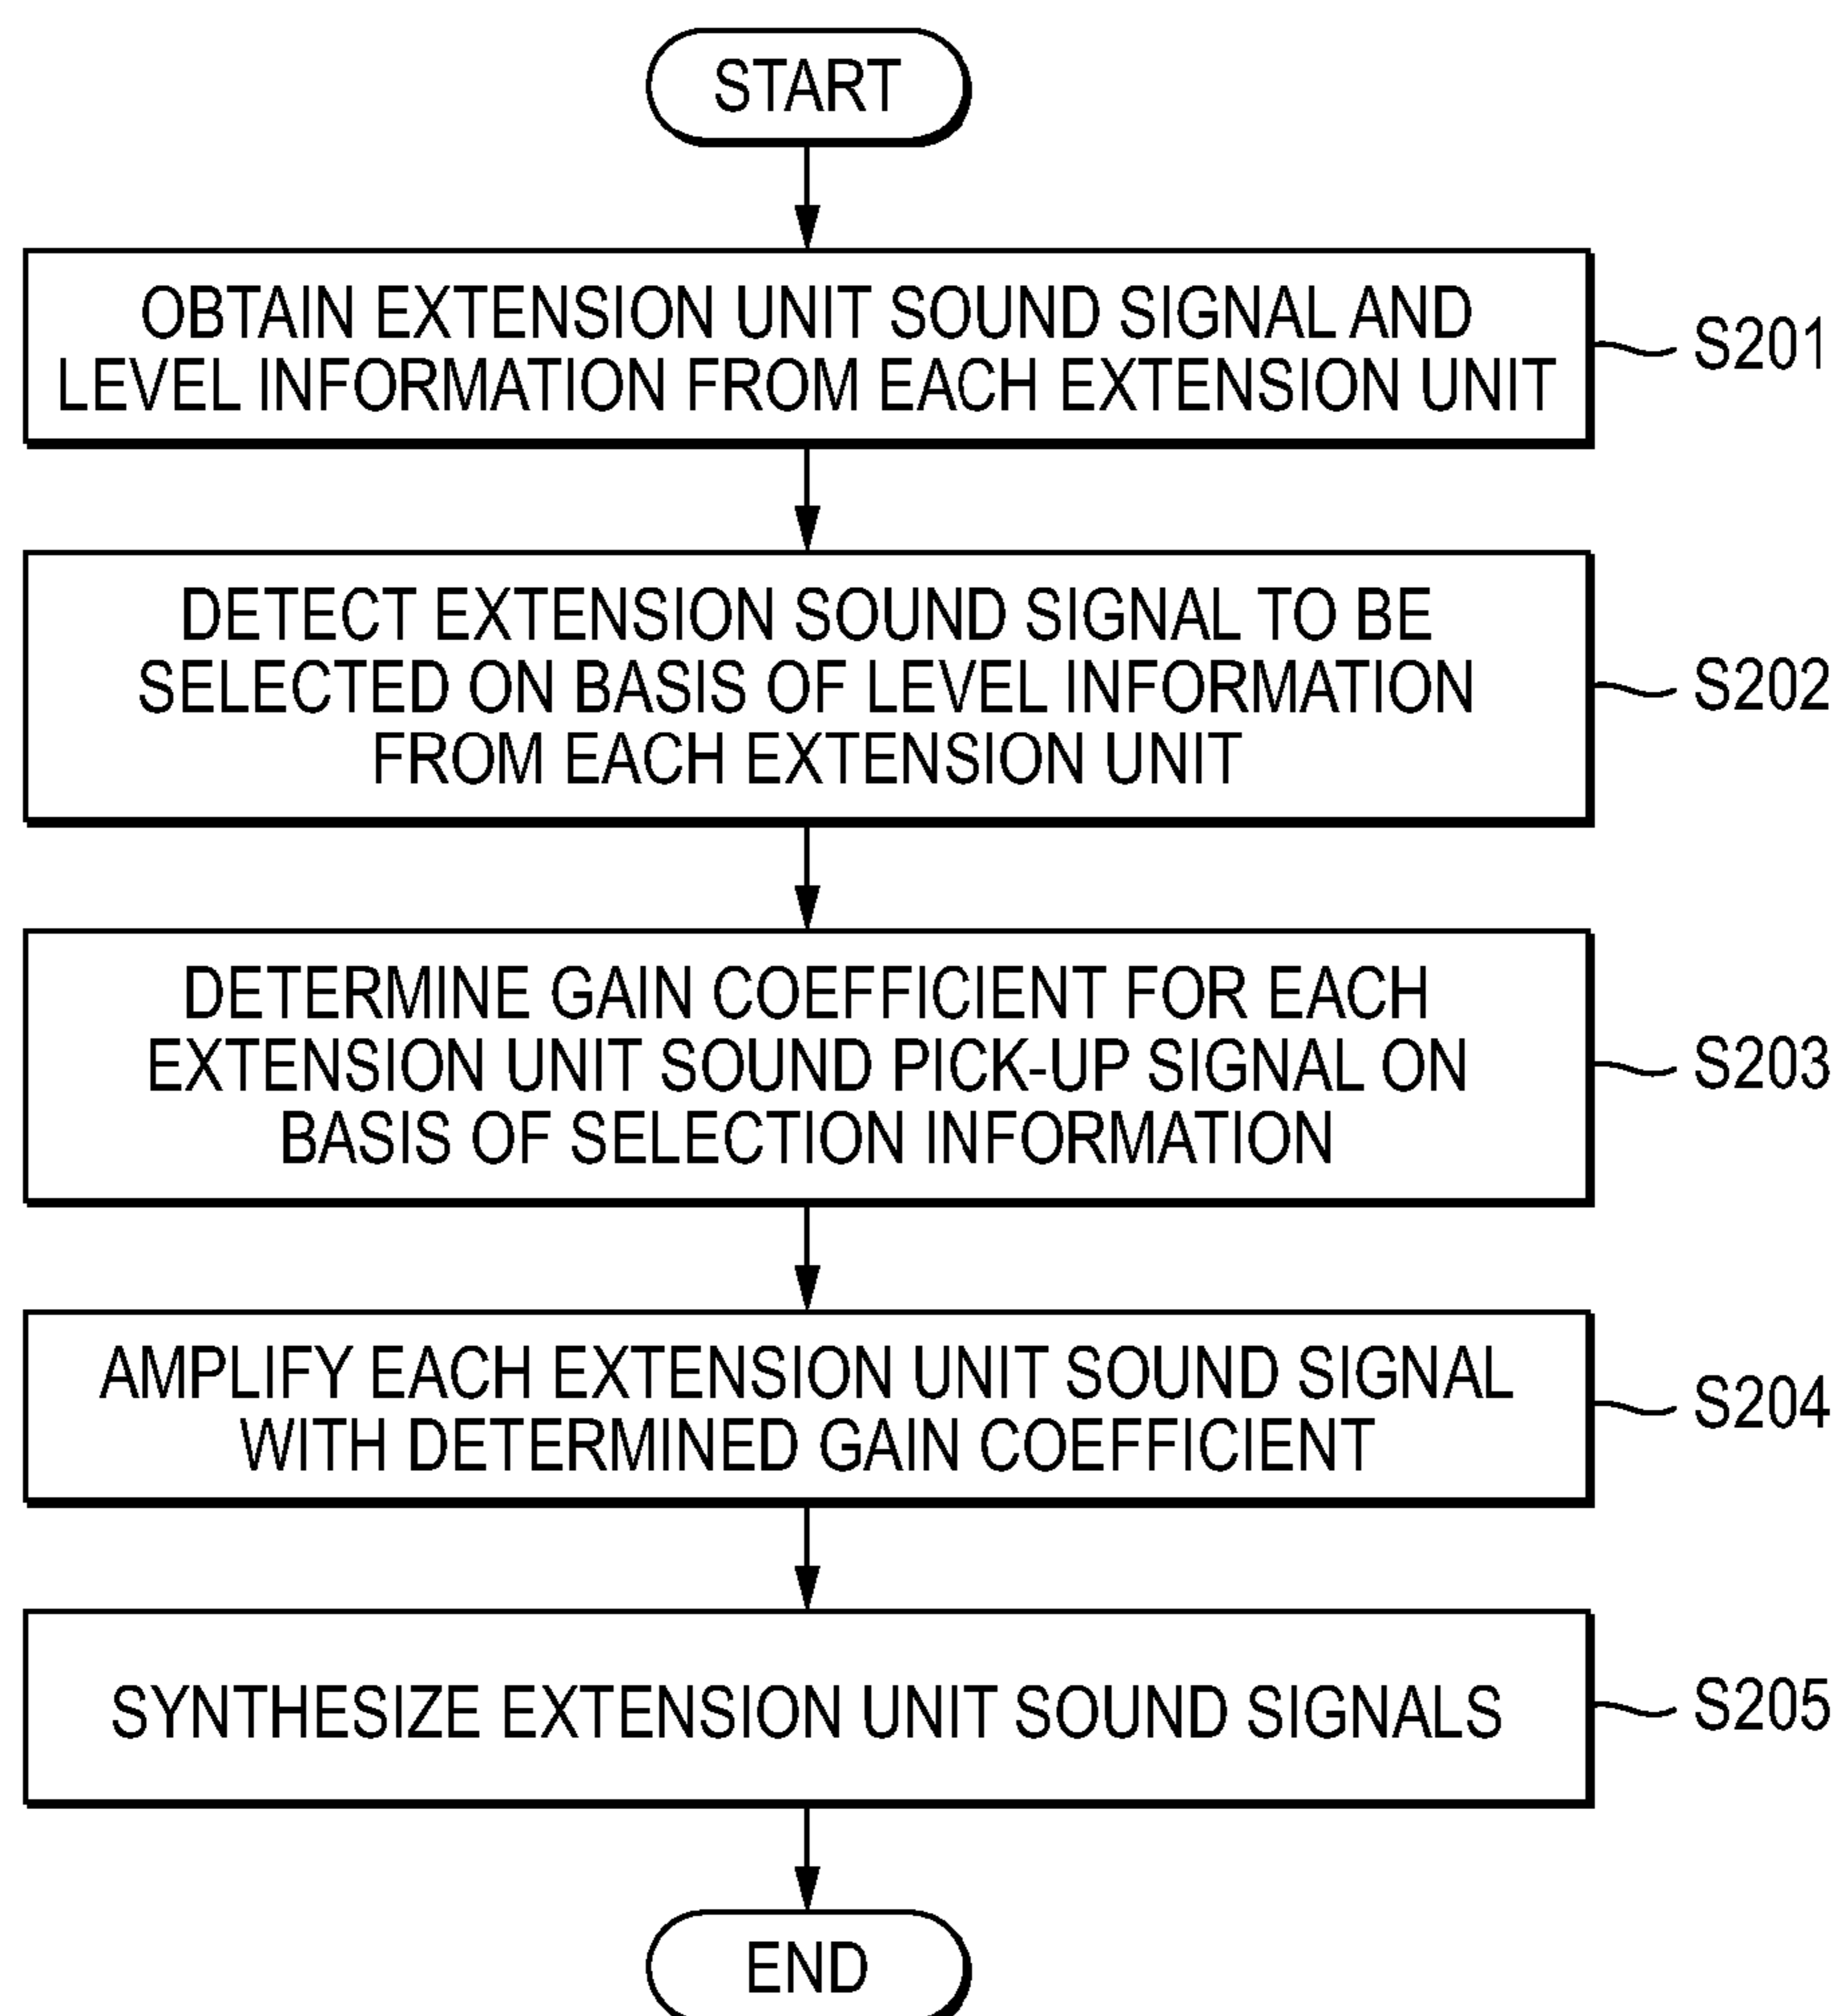 START
OBTAIN EXTENSION UNIT SOUND SIGNAL AND
LEVEL INFORMATION FROM EACH EXTENSION UNIT
S201
DETECT EXTENSION SOUND SIGNAL TO BE
SELECTED ON BASIS OF LEVEL INFORMATION
FROM EACH EXTENSION UNIT
S202
DETERMINE GAIN COEFFICIENT FOR EACH
EXTENSION UNIT SOUND PICK-UP SIGNAL ON
BASIS OF SELECTION INFORMATION
S203
AMPLIFY EACH EXTENSION UNIT SOUND SIGNAL
WITH DETERMINED GAIN COEFFICIENT
S204
SYNTHESIZE EXTENSION UNIT SOUND SIGNALS
S205
END